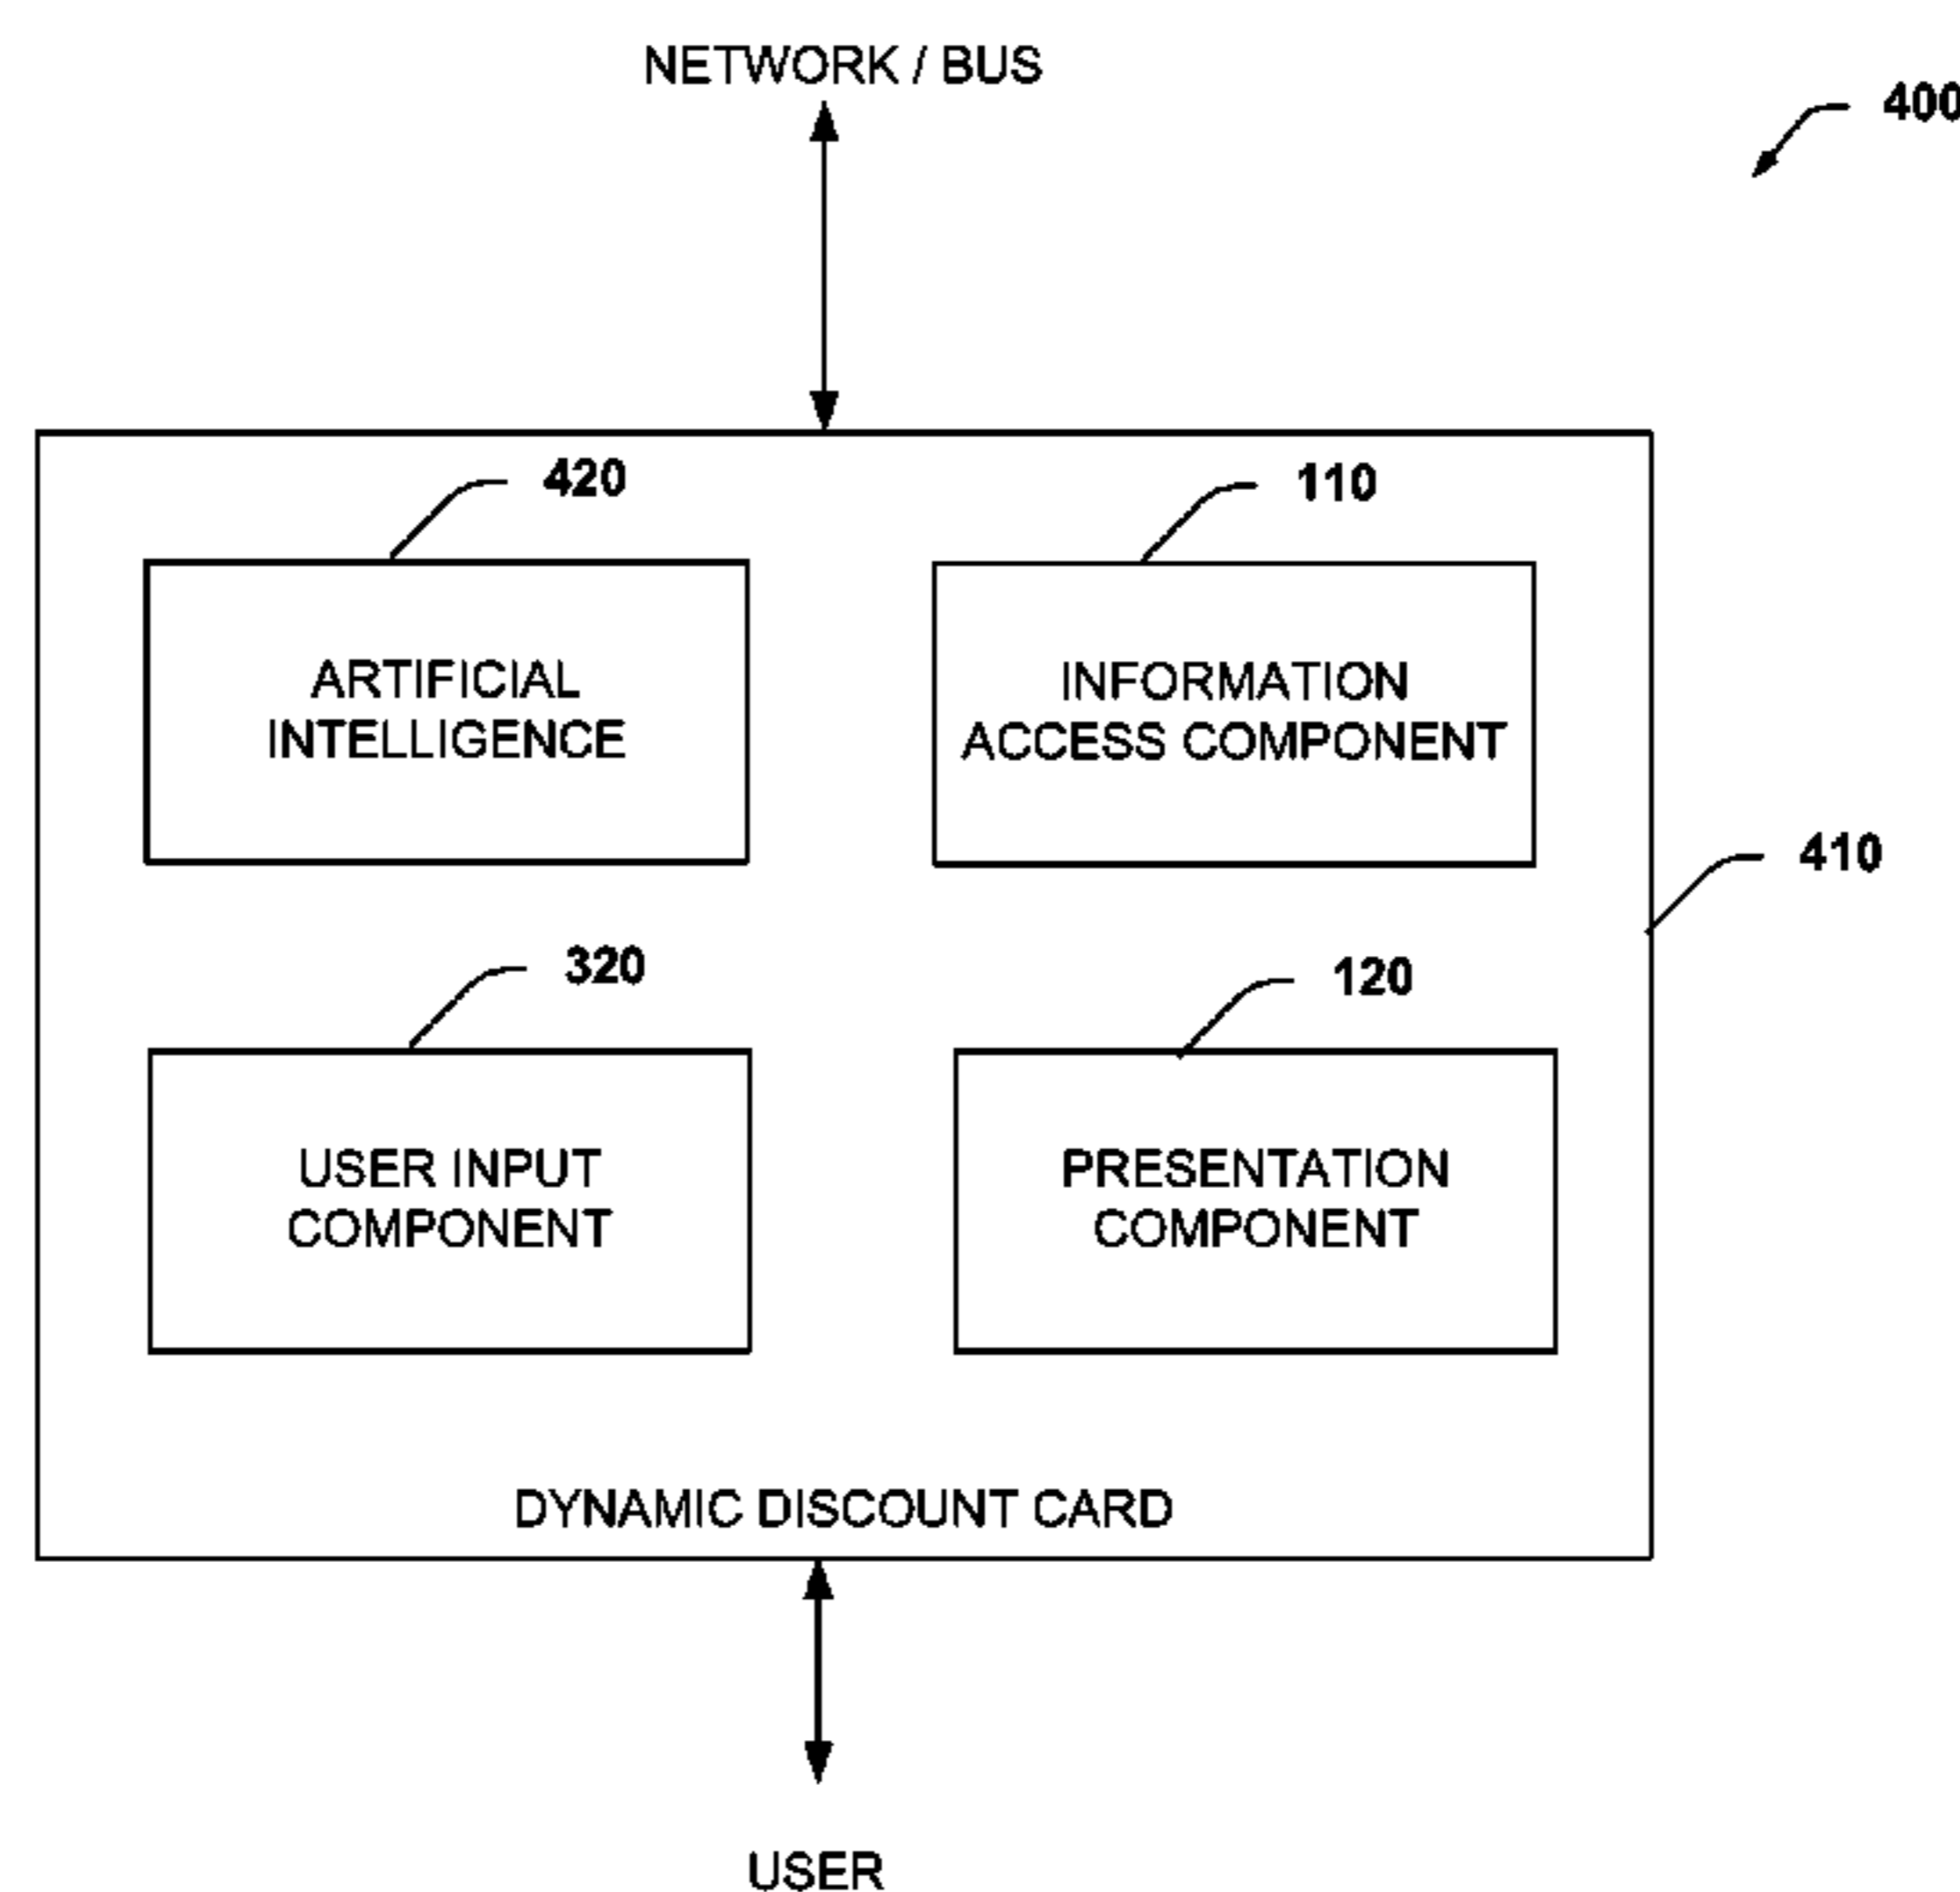 NETWORK / BUS
400
420
110
ARTIFICIAL
INTELLIGENCE
INFORMATION
ACCESS COMPONENT
410
320
120
USER INPUT
COMPONENT
PRESENTATION
COMPONENT
DYNAMIC DISCOUNT CARD
USER